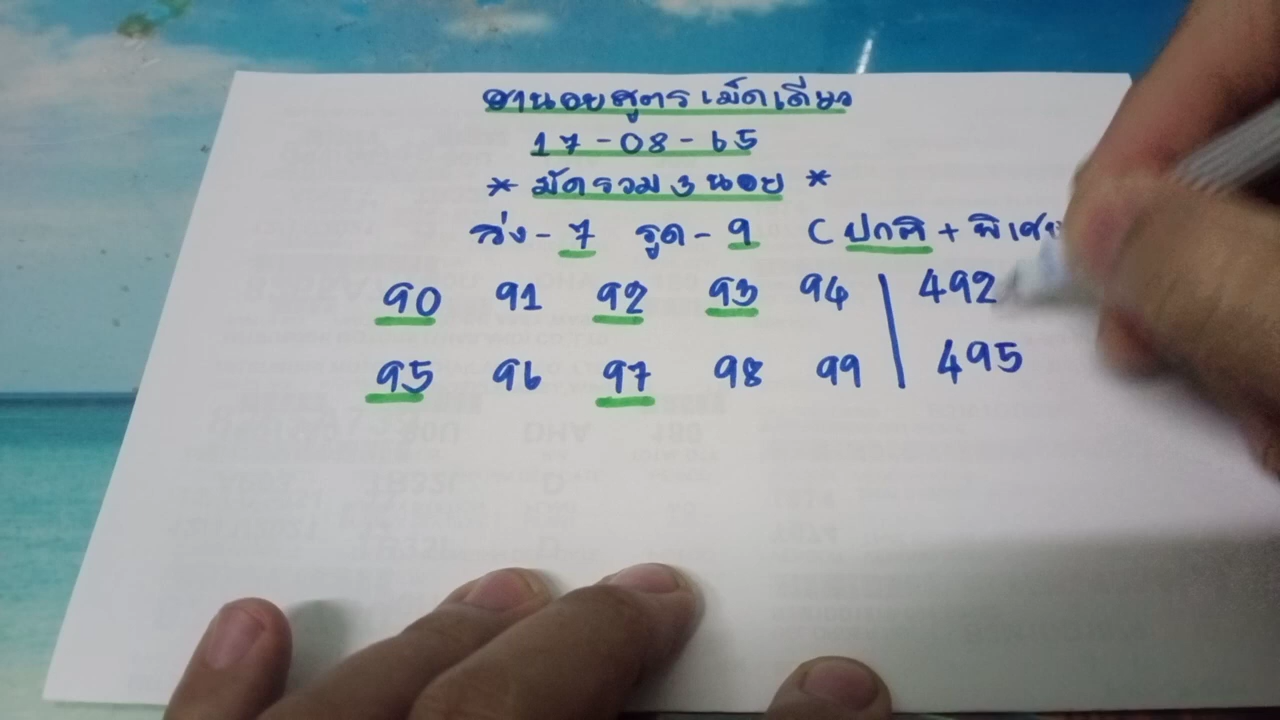 ฮานอยสูตรเม็ดเดียว
17-08-65
* มัดรวม 3 นอย *
วิ่ง - 7 รูด - 9 ( ปกติ + พิเศษ
90 91 92 93 94 | 492
95 96 97 98 99 | 495